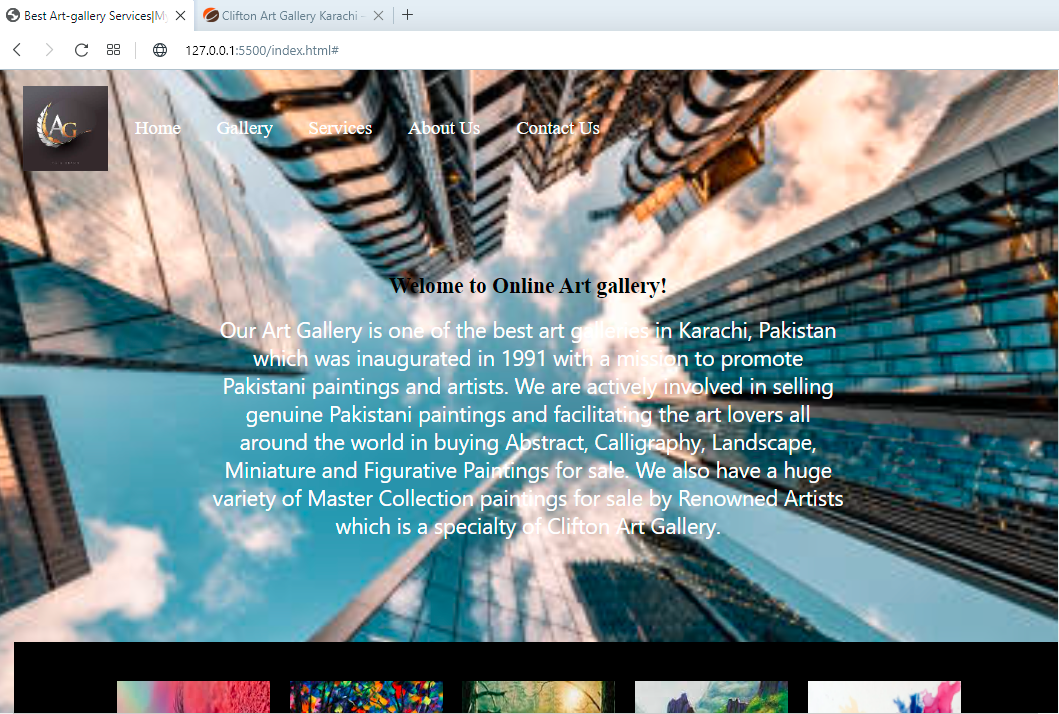 Best Art-gallery Services|My
Clifton Art Gallery Karachi -
127.0.0.1:5500/index.html#
AG
Home Gallery Services About Us Contact Us
Welome to Online Art gallery!
Our Art Gallery is one of the best art galleries in Karachi, Pakistan
which was inaugurated in 1991 with a mission to promote
Pakistani paintings and artists. We are actively involved in selling
genuine Pakistani paintings and facilitating the art lovers all
around the world in buying Abstract, Calligraphy, Landscape,
Miniature and Figurative Paintings for sale. We also have a huge
variety of Master Collection paintings for sale by Renowned Artists
which is a specialty of Clifton Art Gallery.